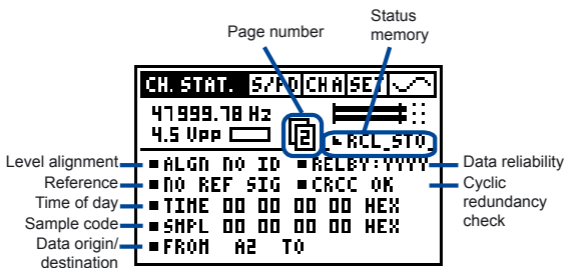 Page number
Status
memory
CH. STAT. S/PD CH A SET
47999.78 Hz
4.5 Vpp
2
RCL_STO
Level alignment
ALGN NO ID RELBY:YYYY
Data reliability
Reference
NO REF SIG CRCC OK
Cyclic
redundancy
check
Time of day
TIME 00 00 00 00 HEX
Sample code
SMPL 00 00 00 00 HEX
Data origin/
destination
FROM A2 TO